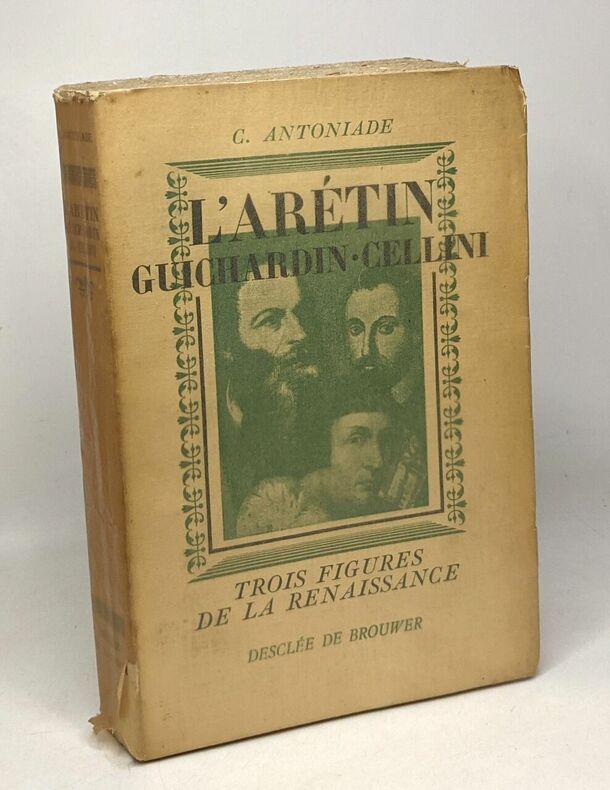 C. ANTONIADE
L'ARÉTIN
GUICHARDIN·CELLINI
TROIS FIGURES
DE LA RENAISSANCE
DESCLÉE DE BROUWER